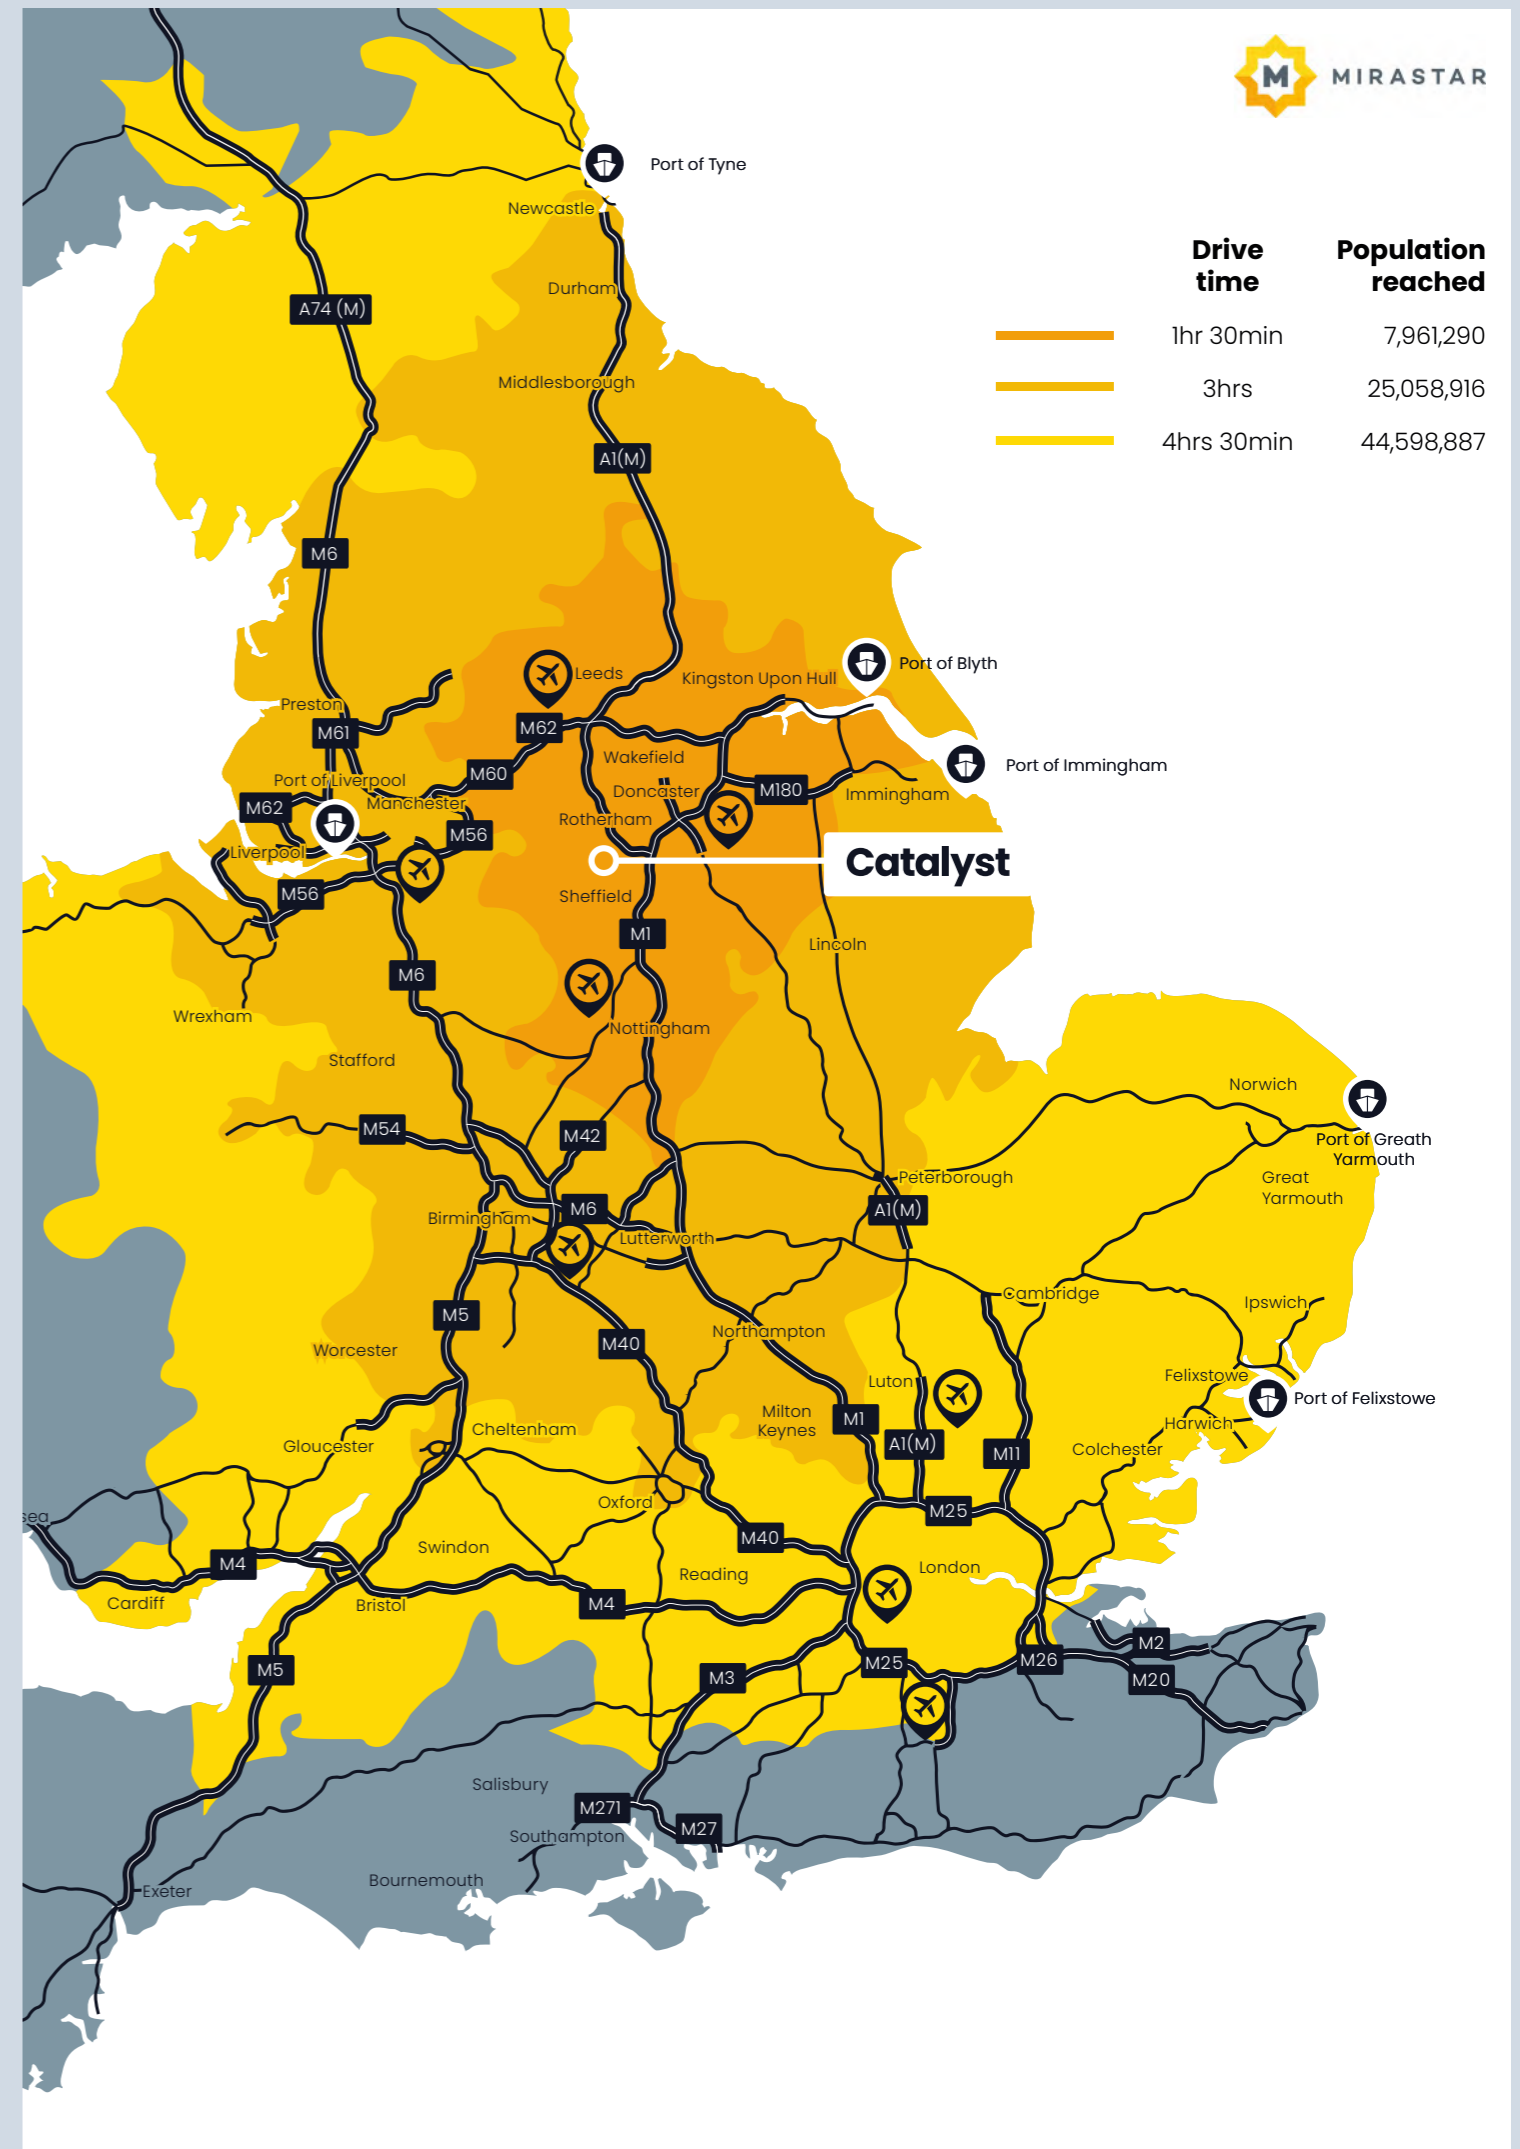 MIRASTAR
Port of Tyne
Newcastle
Drive time
Population reached
1hr 30min 7,961,290
3hrs 25,058,916
4hrs 30min 44,598,887
Durham
A74 (M)
Middlesborough
A1(M)
M6
Port of Blyth
Leeds
Kingston Upon Hull
Preston
M61
M62
Wakefield
Port of Immingham
M60
Port of Liverpool
Doncaster
M180
Immingham
M62
Manchester
Rotherham
M56
Liverpool
Catalyst
M56
Sheffield
M1
Lincoln
M6
Wrexham
Nottingham
Stafford
Norwich
M54
M42
Port of Greath
Yarmouth
Peterborough
Great
Yarmouth
M6
A1(M)
Birmingham
Lutterworth
Cambridge
Ipswich
M5
Northampton
M40
Worcester
Felixstowe
Luton
Port of Felixstowe
Milton
Keynes
M1
Harwich
Cheltenham
A1(M)
Gloucester
M11
Colchester
Oxford
M25
sea
M40
Swindon
M4
London
Reading
Cardiff
Bristol
M4
M2
M5
M25
M26
M3
M20
Salisbury
M271
M27
Southampton
Bournemouth
Exeter